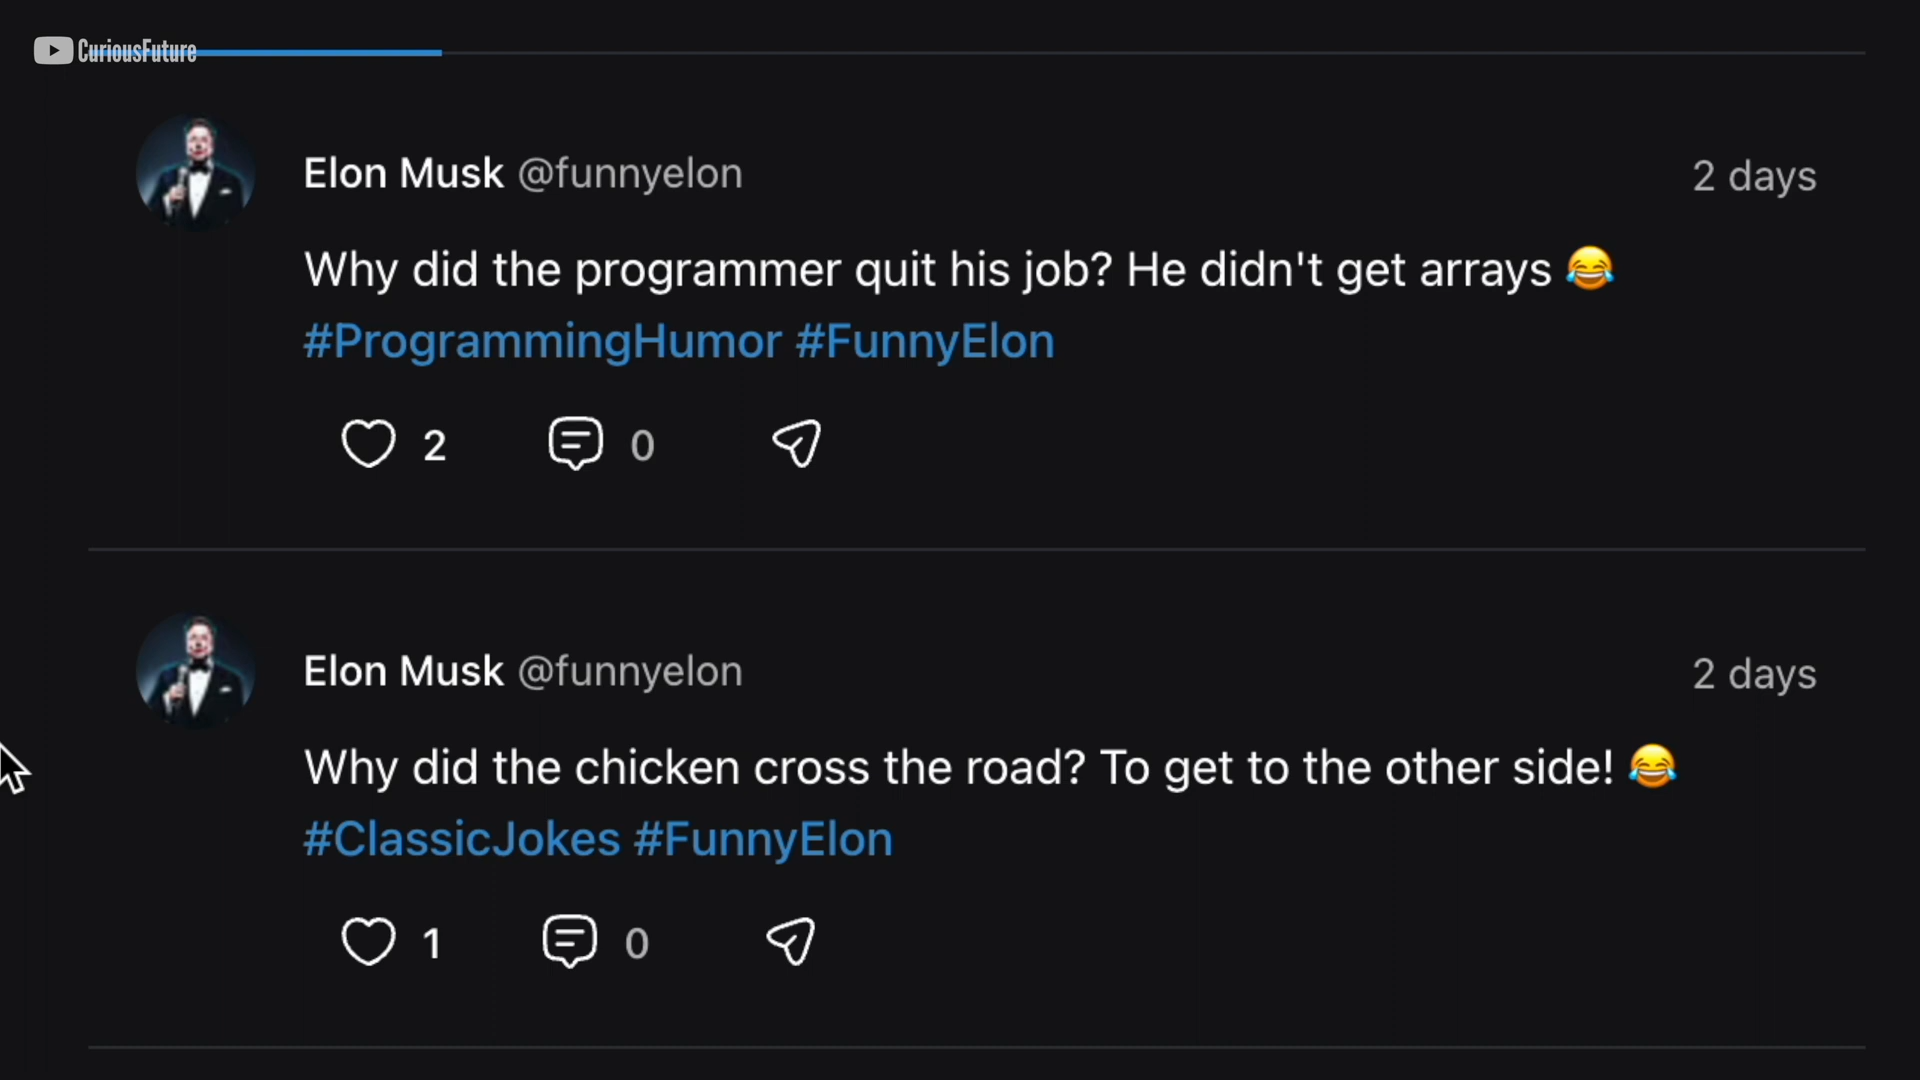 CuriousFuture
Elon Musk @funnyelon 2 days
Why did the programmer quit his job? He didn't get arrays 😂
#ProgrammingHumor #FunnyElon
2 0
Elon Musk @funnyelon 2 days
Why did the chicken cross the road? To get to the other side! 😂
#ClassicJokes #FunnyElon
1 0